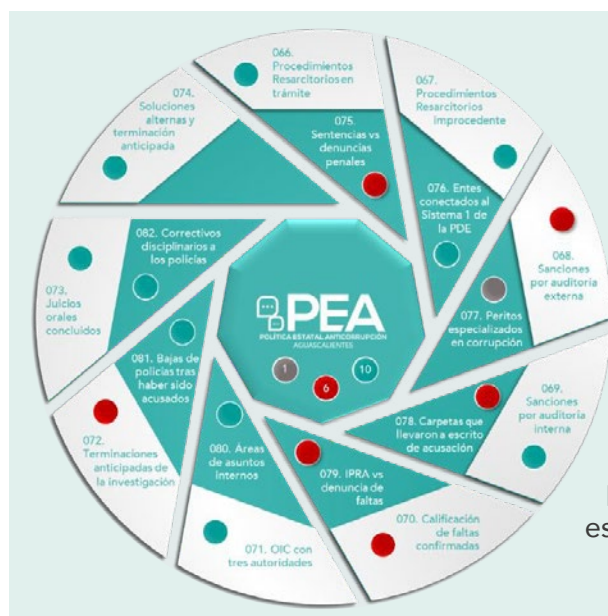 066.
Procedimientos
Resarcitorios en
trámite
067.
Procedimientos
Resarcitorios
improcedente
068.
Sanciones
por auditoría
externa
069.
Sanciones
por auditoría
interna
070. Calificación
de faltas
confirmadas
071. OIC con
tres autoridades
072.
Terminaciones
anticipadas de
la investigación
073.
Juicios
orales
concluidos
074.
Soluciones
alternas y
terminación
anticipada
075.
Sentencias vs
denuncias
penales
076. Entes
conectados al
Sistema 1 de
la PDE
077. Peritos
especializados
en corrupción
078. Carpetas que
llevaron a escrito
de acusación
079. IPRA vs
denuncia de
faltas
080. Áreas
de asuntos
internos
081. Bajas de
policías tras
haber sido
acusados
082. Correctivos
disciplinarios a
los policías
PEA
POLÍTICA ESTATAL ANTICORRUPCIÓN
AGUASCALIENTES
1
6
10
es